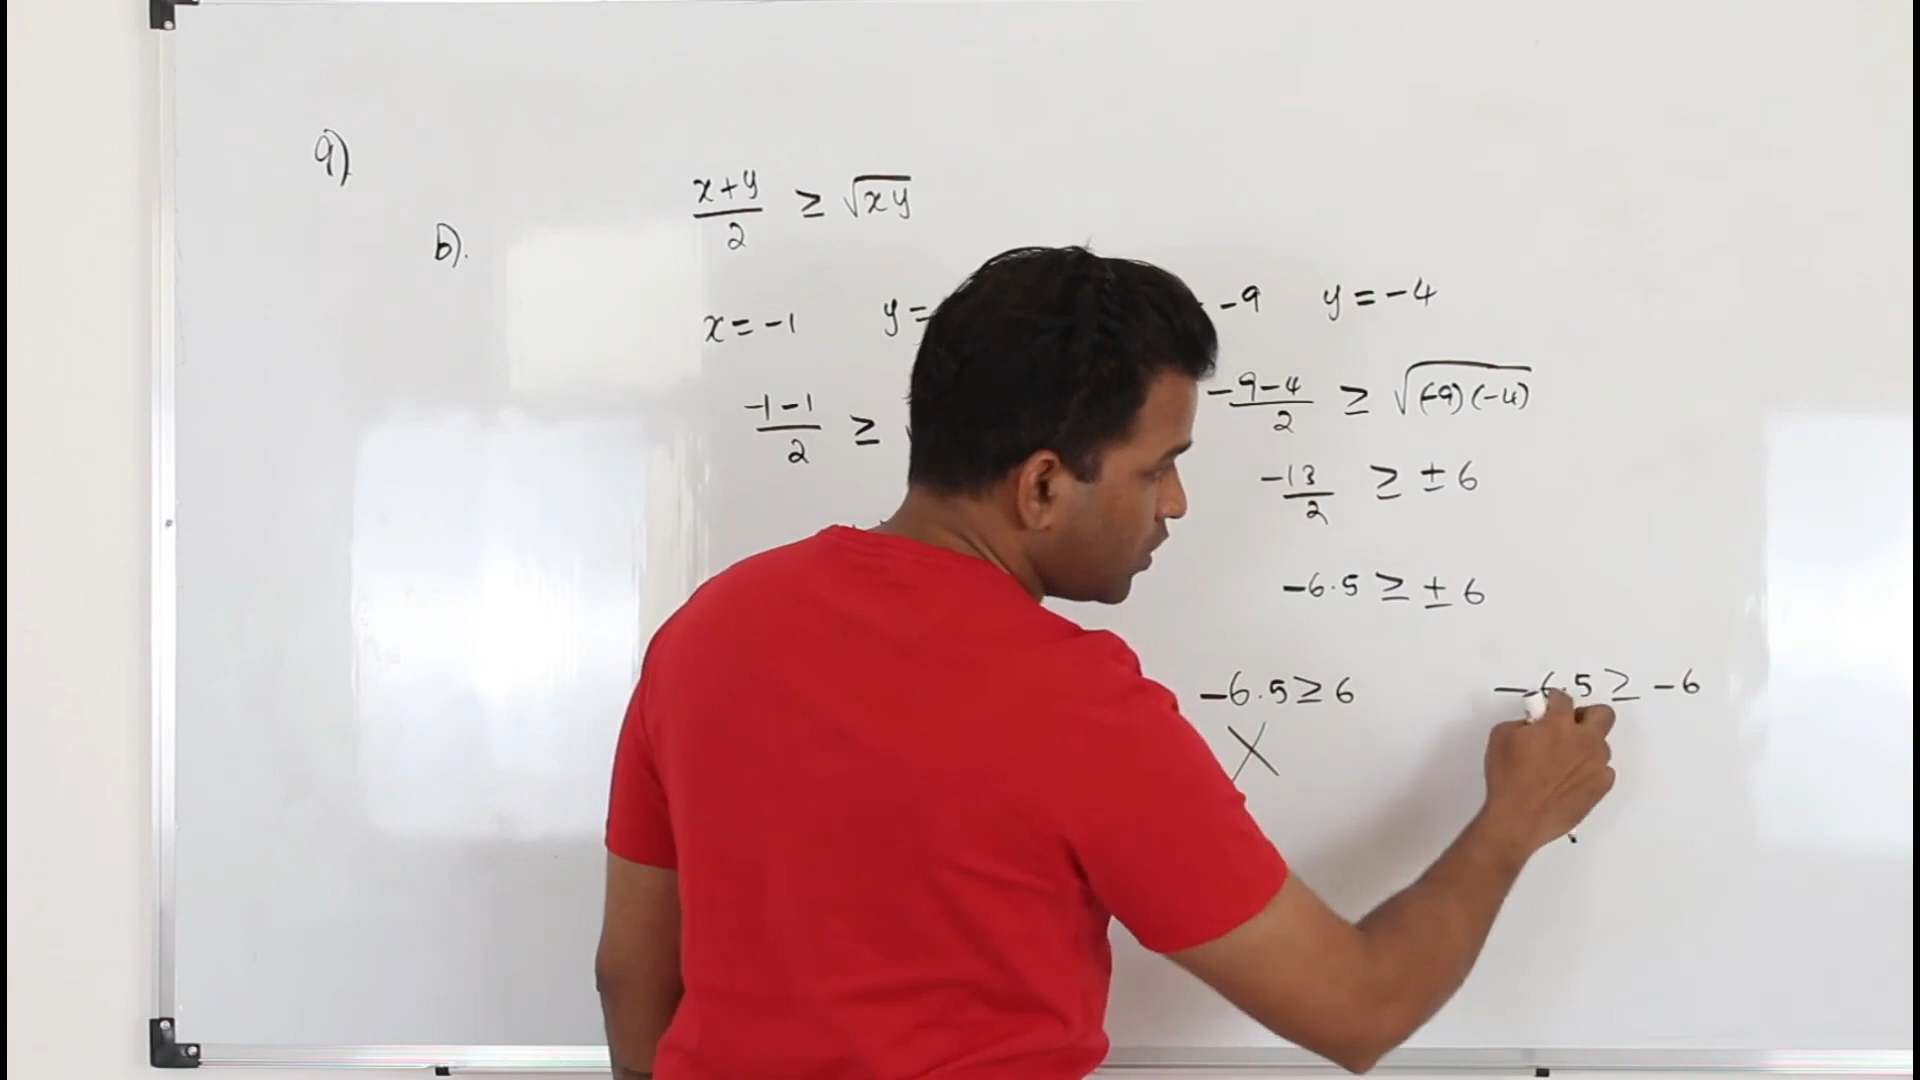 9)
b).
x+y/2 ≥ √xy
x = -1 y = -9 y = -4
-1-1/2 ≥ -9-4/2 ≥ √(-9)(-4)
-13/2 ≥ ±6
-6.5 ≥ ±6
-6.5 ≥ 6 -6.5 ≥ -6